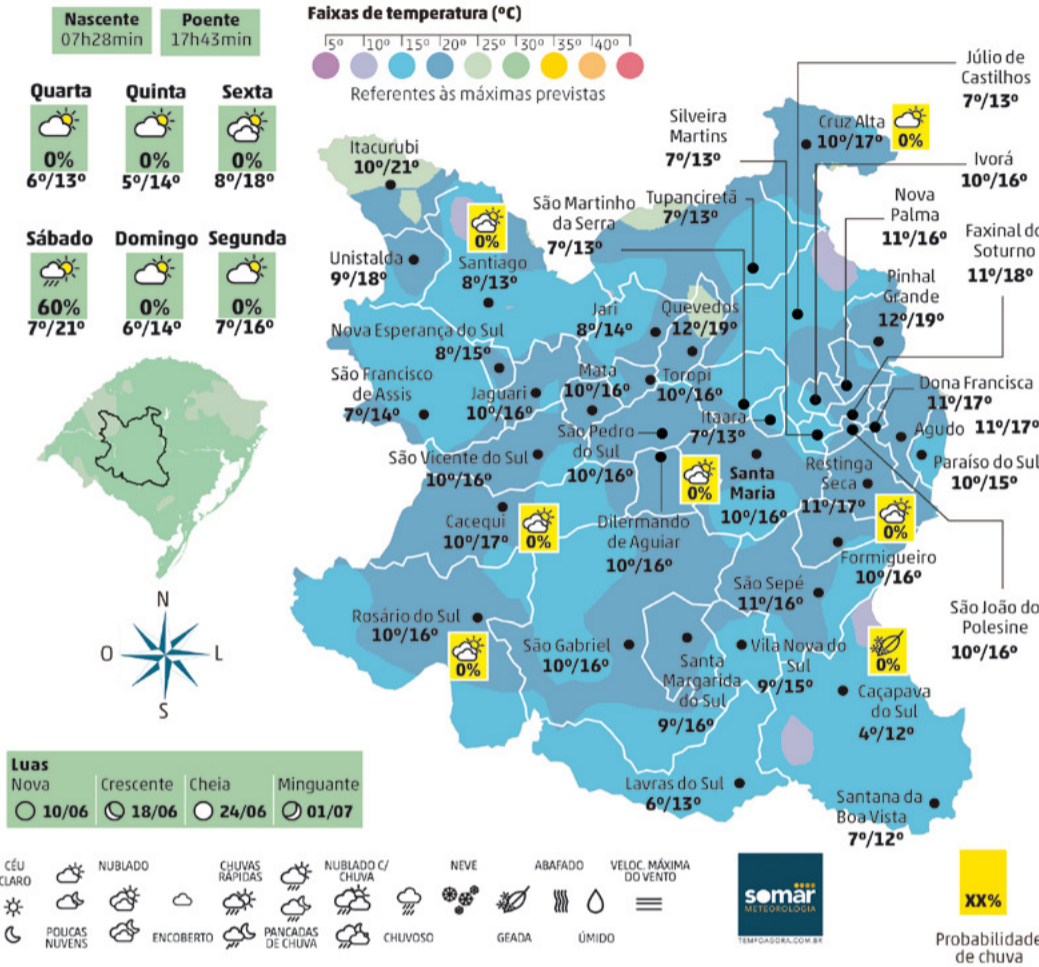 Nascente
07h28min
Poente
17h43min
Faixas de temperatura (ºC)
5º 10º 15º 20º 25º 30º 35º 40º
Referentes às máximas previstas
Quarta
0%
6º/13º
Quinta
0%
5º/14º
Sexta
0%
8º/18º
Sábado
60%
7º/21º
Domingo
0%
6º/14º
Segunda
0%
7º/16º
Itacurubi
10º/21º
Unistalda
9º/18º
0%
Santiago
8º/13º
São Martinho
da Serra
7º/13º
Tupanciretã
7º/13º
Silveira
Martins
7º/13º
Cruz Alta
10º/17º
0%
Júlio de
Castilhos
7º/13º
Ivorá
10º/16º
Nova
Palma
11º/16º
Faxinal do
Soturno
11º/18º
Pinhal
Grande
12º/19º
Nova Esperança do Sul
8º/15º
Jari
8º/14º
Quevedos
12º/19º
São Francisco
de Assis
7º/14º
Jaguari
10º/16º
Mata
10º/16º
Toropi
10º/16º
Itaara
7º/13º
Dona Francisca
11º/17º
Agudo 11º/17º
São Vicente do Sul
10º/16º
São Pedro
do Sul
10º/16º
0%
Santa
Maria
10º/16º
Restinga
Seca
11º/17º
Paraíso do Sul
10º/15º
Cacequi
10º/17º
0%
Dilermando
de Aguiar
10º/16º
0%
Formigueiro
10º/16º
São Sepé
11º/16º
São João do
Polesine
10º/16º
Rosário do Sul
10º/16º
0%
São Gabriel
10º/16º
Santa
Margarida
do Sul
9º/16º
Vila Nova do
Sul
9º/15º
0%
Caçapava
do Sul
4º/12º
Lavras do Sul
6º/13º
Santana da
Boa Vista
7º/12º
N
O L
S
Luas
Nova
10/06
Crescente
18/06
Cheia
24/06
Minguante
01/07
CÉU
CLARO
POUCAS
NUVENS
NUBLADO
ENCOBERTO
CHUVAS
RÁPIDAS
PANCADAS
DE CHUVA
NUBLADO C/
CHUVA
CHUVOSO
NEVE
GEADA
ABAFADO
ÚMIDO
VELOC. MÁXIMA
DO VENTO
somar
METEOROLOGIA
TEMPOAGORA.COM.BR
XX%
Probabilidade
de chuva